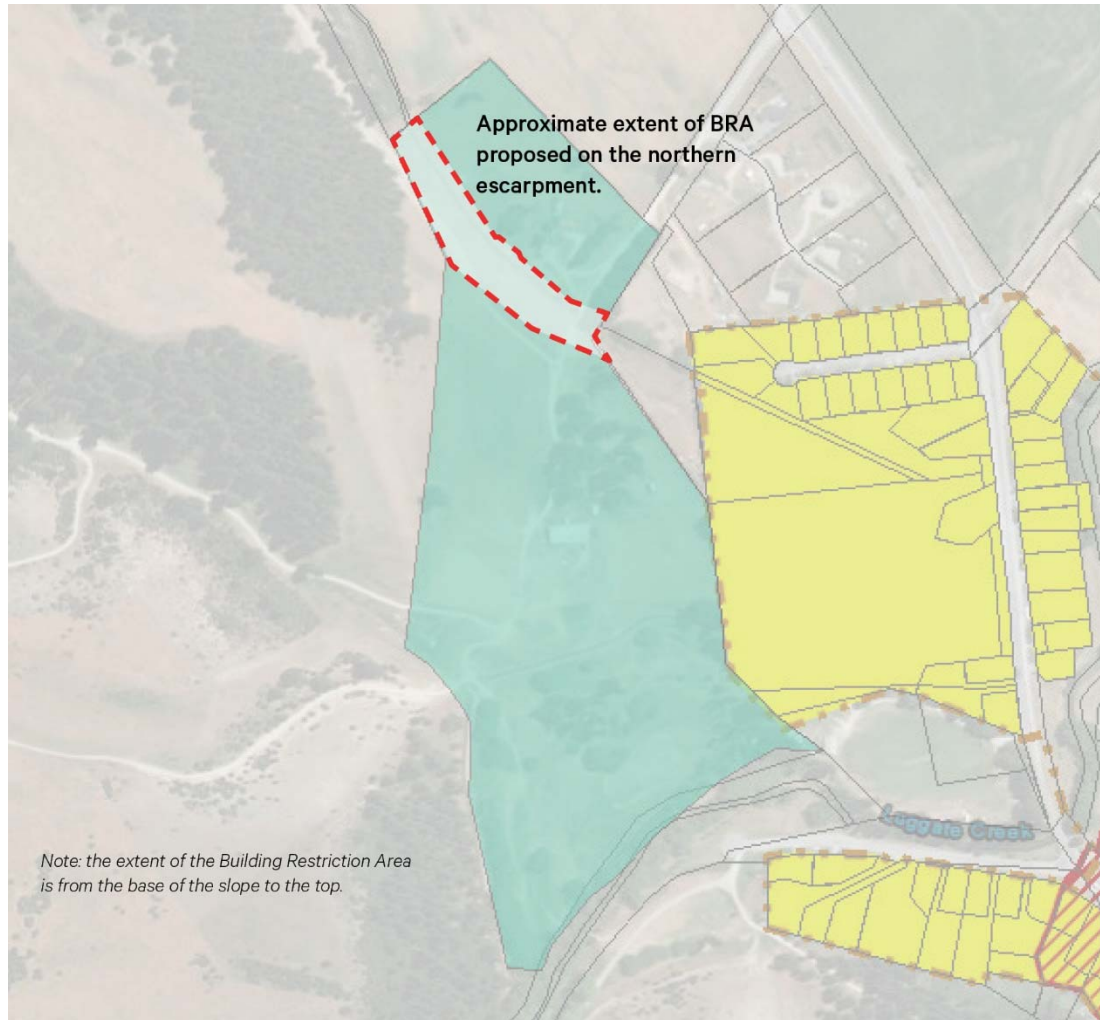 Approximate extent of BRA
proposed on the northern
escarpment.
Luggate Creek
Note: the extent of the Building Restriction Area
is from the base of the slope to the top.